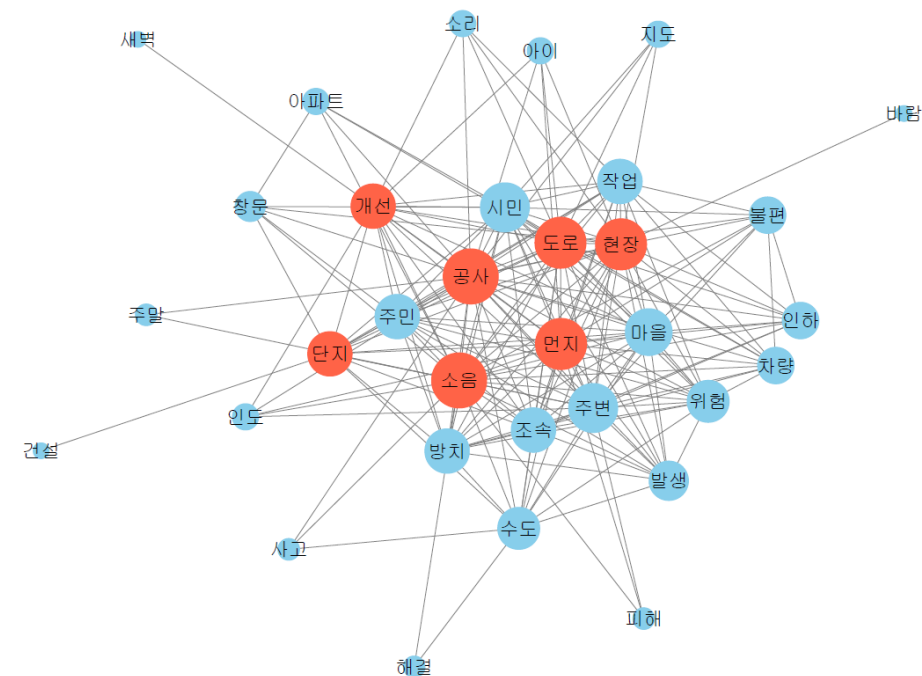 소리
지도
새벽
아이
아파트
바람
작업
창문
개선
시민
불편
도로
현장
공사
주말
주민
인하
마을
단지
먼지
차량
소음
위험
주변
인도
조속
건설
방치
발생
수도
사고
피해
해결